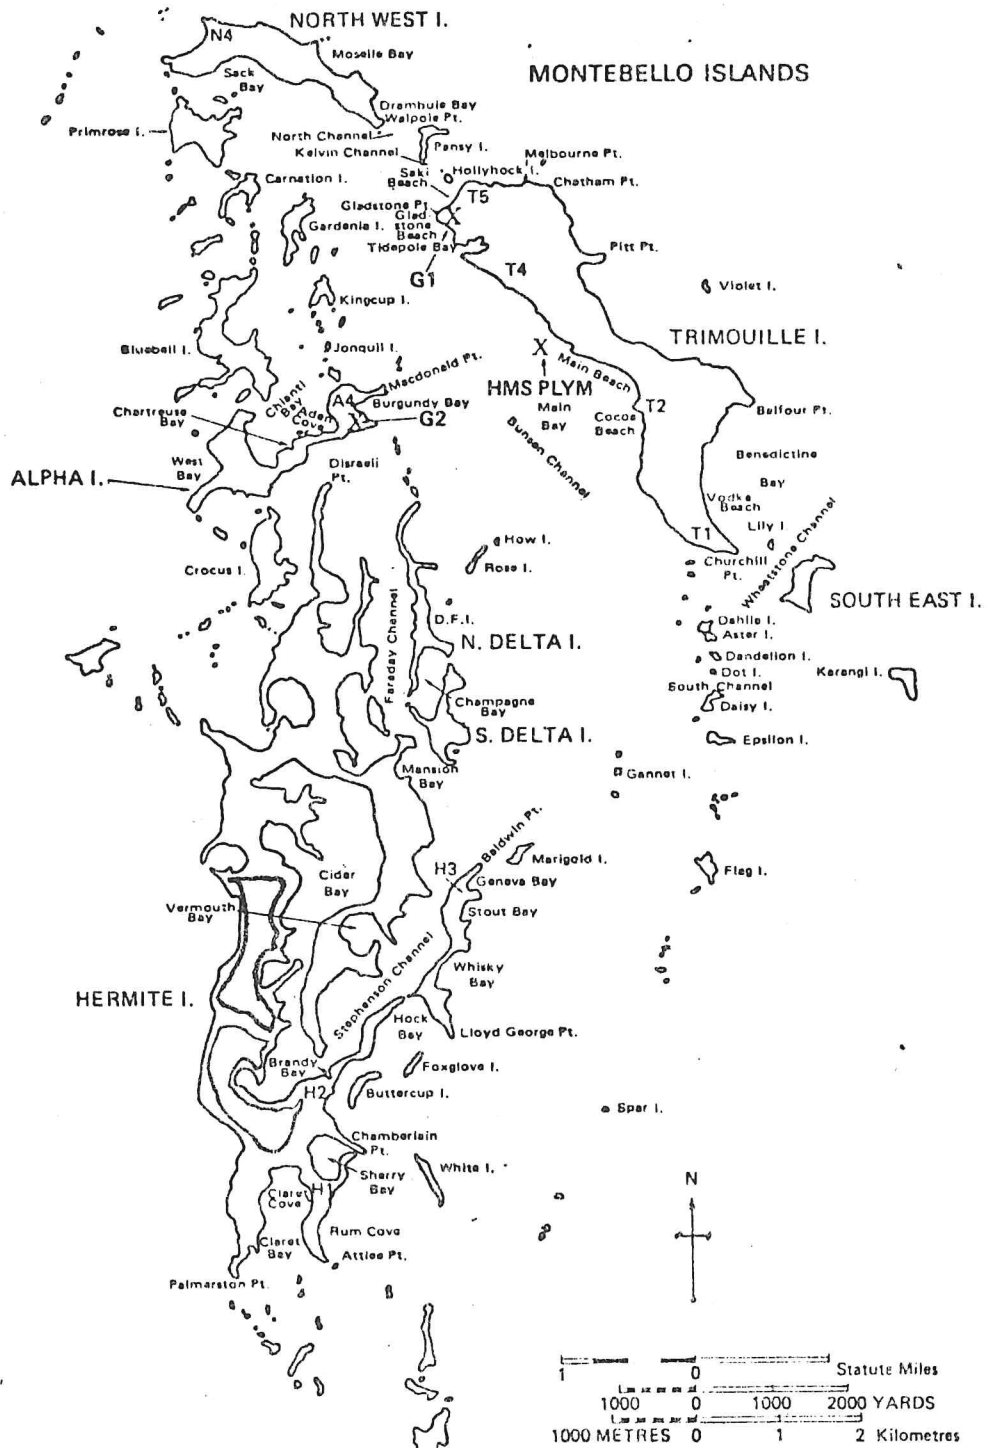 NORTH WEST I.
N4
Moselle Bay
MONTEBELLO ISLANDS
Sack
Bay
Drambuie Bay
Walpole Pt.
Primrose I.
North Channel
Pansy I.
Kelvin Channel
Melbourne Pt.
Saki
Beach
Hollyhock I.
Carnation I.
T5
Chatham Pt.
Gladstone Pt.
Glad-
stone
Beach
X
Gardenia I.
Tidepole Bay
Pitt Pt.
G1
T4
Violet I.
Kingcup I.
TRIMOUILLE I.
Bluebell I.
Jonquil I.
X
HMS PLYM
Main Beach
Macdonald Pt.
Chianti
Bay
A4
Burgundy Bay
Aden
Cove
X
G2
Chartreuse
Bay
Main
Bay
Cocoa
Beach
T2
Balfour Pt.
Bunsen Channel
West
Bay
Disraeli
Pt.
Benedictine
Bay
ALPHA I.
Vodka
Beach
Lily I.
T1
How I.
Rose I.
Crocus I.
Churchill
Pt.
Wheatstone Channel
SOUTH EAST I.
Faraday Channel
D.F.I.
Dahlia I.
Aster I.
N. DELTA I.
Dandelion I.
Dot I.
Karangi I.
South Channel
Daisy I.
Champagne
Bay
S. DELTA I.
Epsilon I.
Mansion
Bay
Gannet I.
Baldwin Pt.
Marigold I.
H3
Geneva Bay
Flag I.
Cider
Bay
Stout Bay
Vermouth
Bay
Stephenson Channel
Whisky
Bay
HERMITE I.
Hock
Bay
Lloyd George Pt.
Brandy
Bay
Foxglove I.
H2
Buttercup I.
Spar I.
Chamberlain
Pt.
Sherry
Bay
White I.
N
Claret
Cove
H1
Rum Cove
Claret
Bay
Attlee Pt.
Palmerston Pt.
1 0 Statute Miles
1000 0 1000 2000 YARDS
1000 METRES 0 1 2 Kilometres